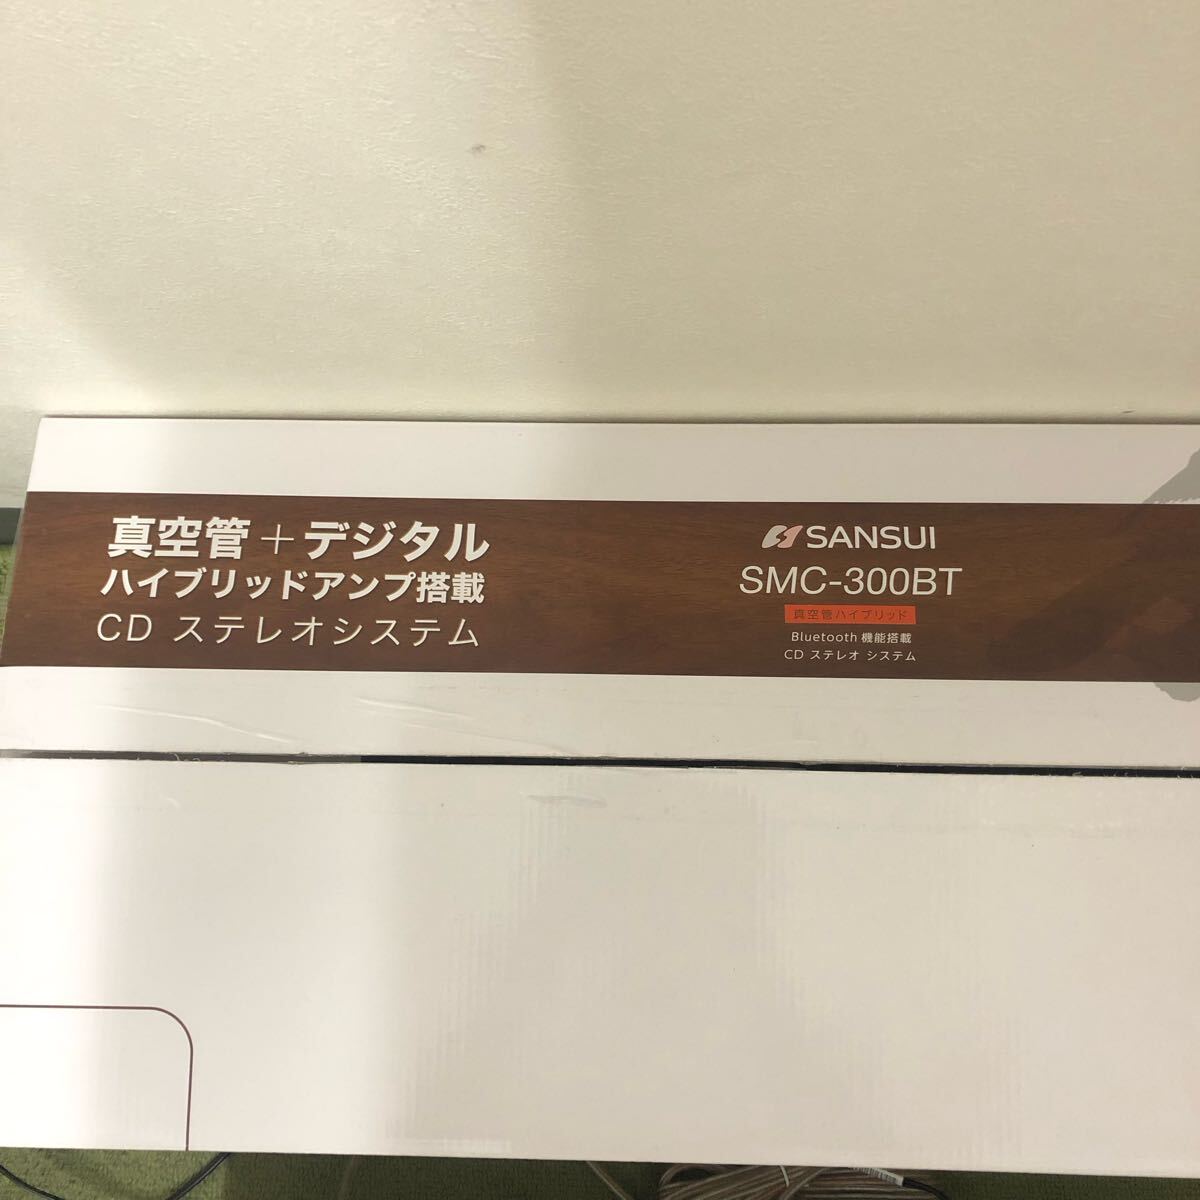 真空管＋デジタル
ハイブリッドアンプ搭載
CD ステレオシステム
SANSUI
SMC-300BT
真空管ハイブリッド
Bluetooth 機能搭載
CD ステレオ システム